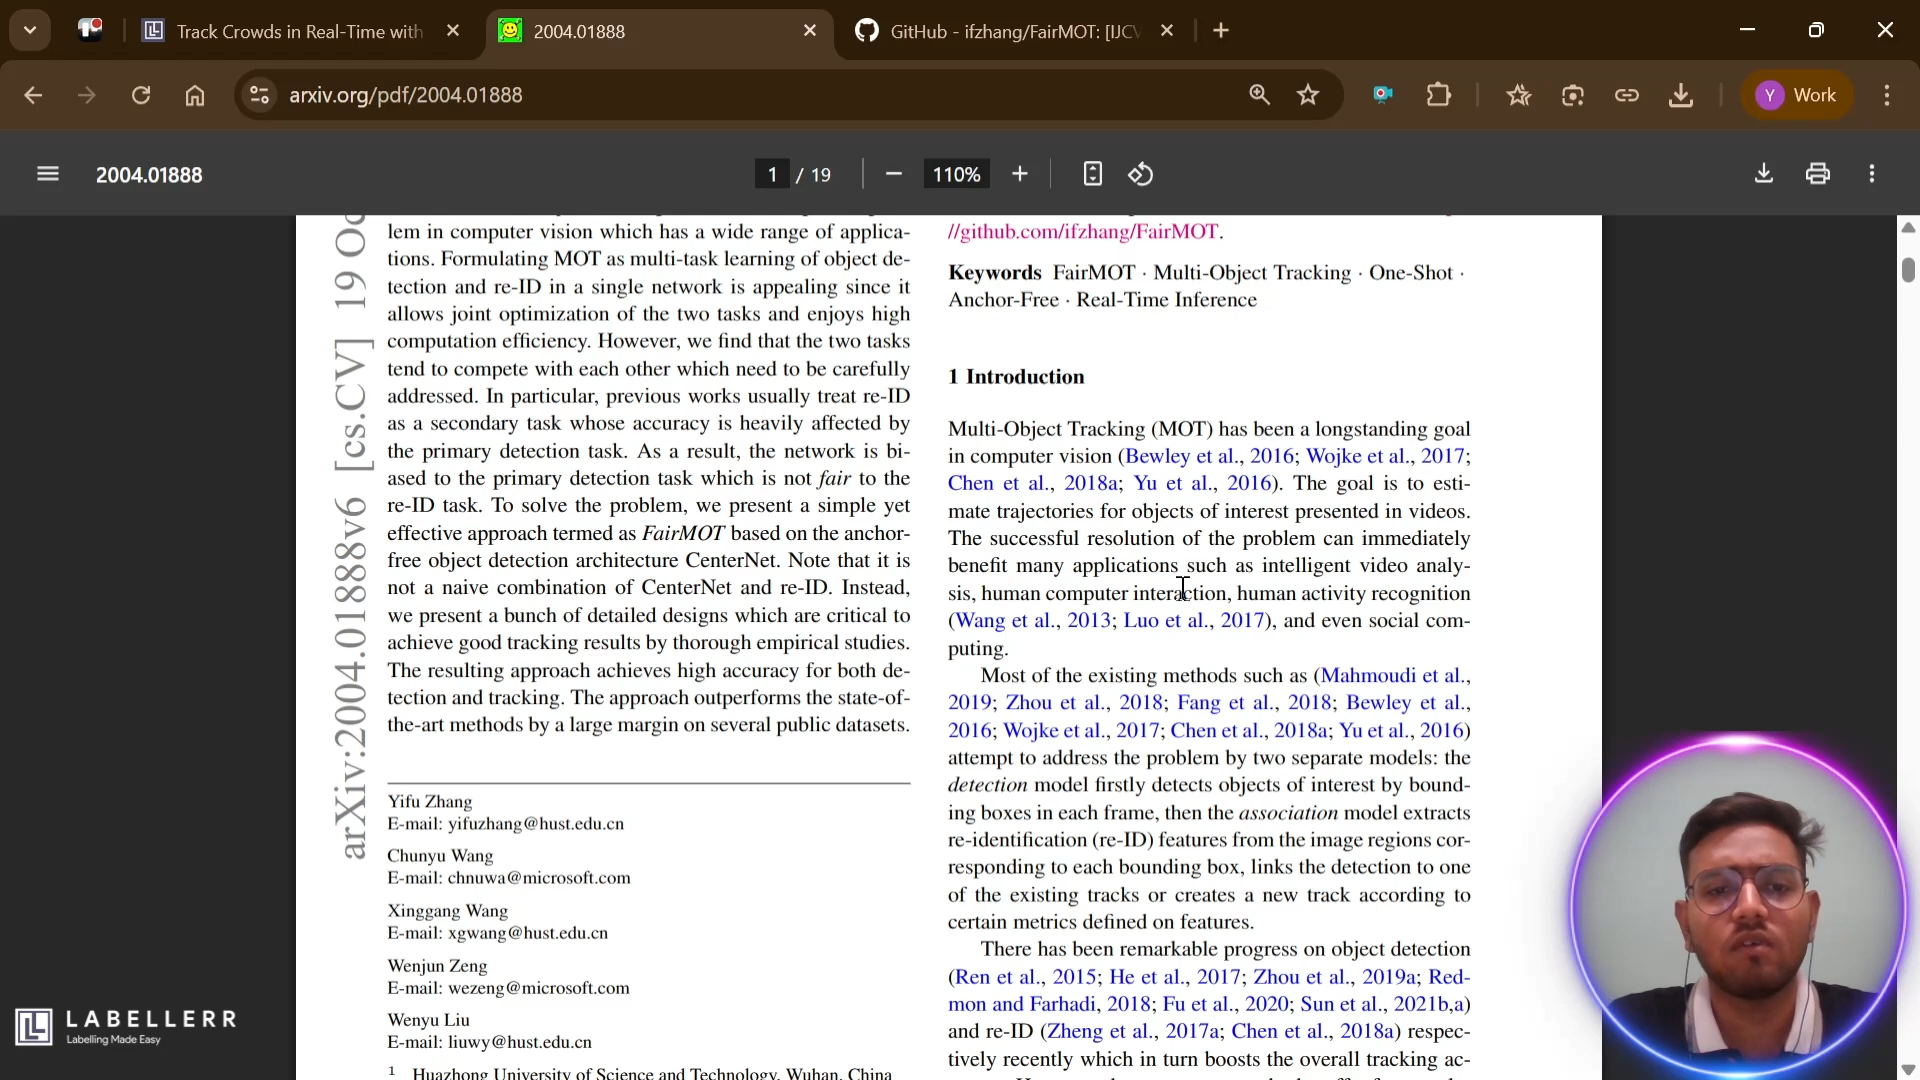 Track Crowds in Real-Time with
2004.01888
GitHub - ifzhang/FairMOT: [IJCV
arxiv.org/pdf/2004.01888
Y Work
2004.01888
1 / 19
110%
arXiv:2004.01888v6 [cs.CV] 19 Oc
lem in computer vision which has a wide range of applica-
tions. Formulating MOT as multi-task learning of object de-
tection and re-ID in a single network is appealing since it
allows joint optimization of the two tasks and enjoys high
computation efficiency. However, we find that the two tasks
tend to compete with each other which need to be carefully
addressed. In particular, previous works usually treat re-ID
as a secondary task whose accuracy is heavily affected by
the primary detection task. As a result, the network is bi-
ased to the primary detection task which is not fair to the
re-ID task. To solve the problem, we present a simple yet
effective approach termed as FairMOT based on the anchor-
free object detection architecture CenterNet. Note that it is
not a naive combination of CenterNet and re-ID. Instead,
we present a bunch of detailed designs which are critical to
achieve good tracking results by thorough empirical studies.
The resulting approach achieves high accuracy for both de-
tection and tracking. The approach outperforms the state-of-
the-art methods by a large margin on several public datasets.
Yifu Zhang
E-mail: yifuzhang@hust.edu.cn
Chunyu Wang
E-mail: chnuwa@microsoft.com
Xinggang Wang
E-mail: xgwang@hust.edu.cn
Wenjun Zeng
E-mail: wezeng@microsoft.com
Wenyu Liu
E-mail: liuwy@hust.edu.cn
1 Huazhong University of Science and Technology, Wuhan, China
//github.com/ifzhang/FairMOT.
Keywords FairMOT · Multi-Object Tracking · One-Shot ·
Anchor-Free · Real-Time Inference
1 Introduction
Multi-Object Tracking (MOT) has been a longstanding goal
in computer vision (Bewley et al., 2016; Wojke et al., 2017;
Chen et al., 2018a; Yu et al., 2016). The goal is to esti-
mate trajectories for objects of interest presented in videos.
The successful resolution of the problem can immediately
benefit many applications such as intelligent video analy-
sis, human computer interaction, human activity recognition
(Wang et al., 2013; Luo et al., 2017), and even social com-
puting.
Most of the existing methods such as (Mahmoudi et al.,
2019; Zhou et al., 2018; Fang et al., 2018; Bewley et al.,
2016; Wojke et al., 2017; Chen et al., 2018a; Yu et al., 2016)
attempt to address the problem by two separate models: the
detection model firstly detects objects of interest by bound-
ing boxes in each frame, then the association model extracts
re-identification (re-ID) features from the image regions cor-
responding to each bounding box, links the detection to one
of the existing tracks or creates a new track according to
certain metrics defined on features.
There has been remarkable progress on object detection
(Ren et al., 2015; He et al., 2017; Zhou et al., 2019a; Red-
mon and Farhadi, 2018; Fu et al., 2020; Sun et al., 2021b,a)
and re-ID (Zheng et al., 2017a; Chen et al., 2018a) respec-
tively recently which in turn boosts the overall tracking ac-
LABELLERR
Labelling Made Easy